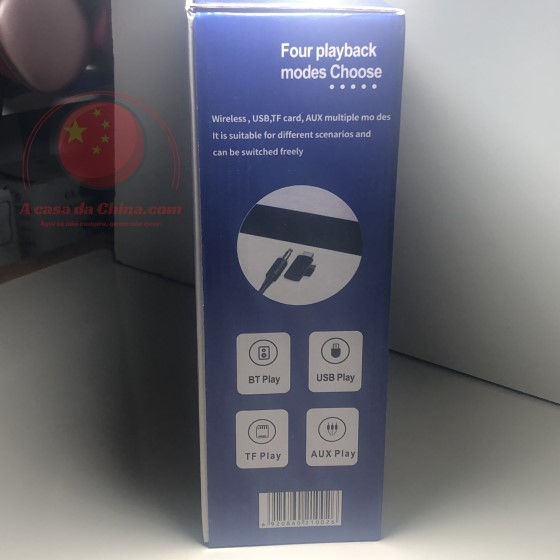 Four playback
modes Choose
Wireless, USB,TF card, AUX multiple mo des
It is suitable for different scenarios and
can be switched freely
A casa da China.com
BT Play
USB Play
TF Play
AUX Play